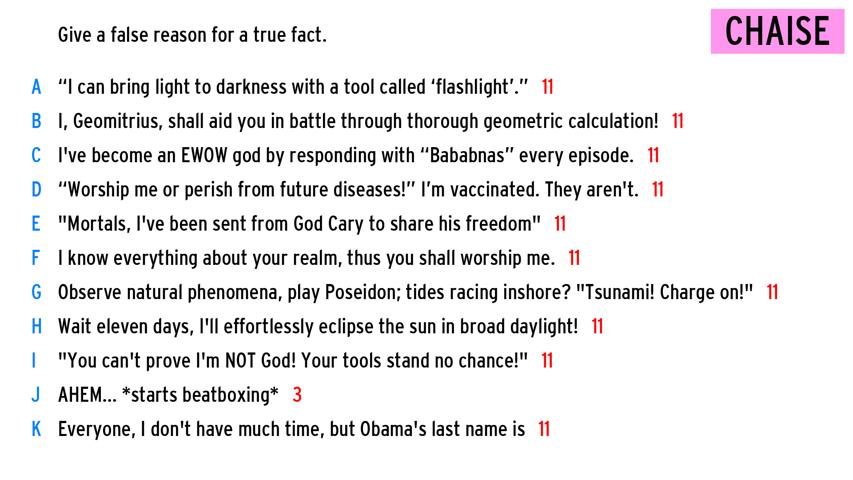 Give a false reason for a true fact.
CHAISE
A “I can bring light to darkness with a tool called ‘flashlight’.” 11
B I, Geomitrius, shall aid you in battle through thorough geometric calculation! 11
C I've become an EWOW god by responding with “Bababnas” every episode. 11
D “Worship me or perish from future diseases!” I’m vaccinated. They aren't. 11
E "Mortals, I've been sent from God Cary to share his freedom" 11
F I know everything about your realm, thus you shall worship me. 11
G Observe natural phenomena, play Poseidon; tides racing inshore? "Tsunami! Charge on!" 11
H Wait eleven days, I'll effortlessly eclipse the sun in broad daylight! 11
I "You can't prove I'm NOT God! Your tools stand no chance!" 11
J AHEM... *starts beatboxing* 3
K Everyone, I don't have much time, but Obama's last name is 11